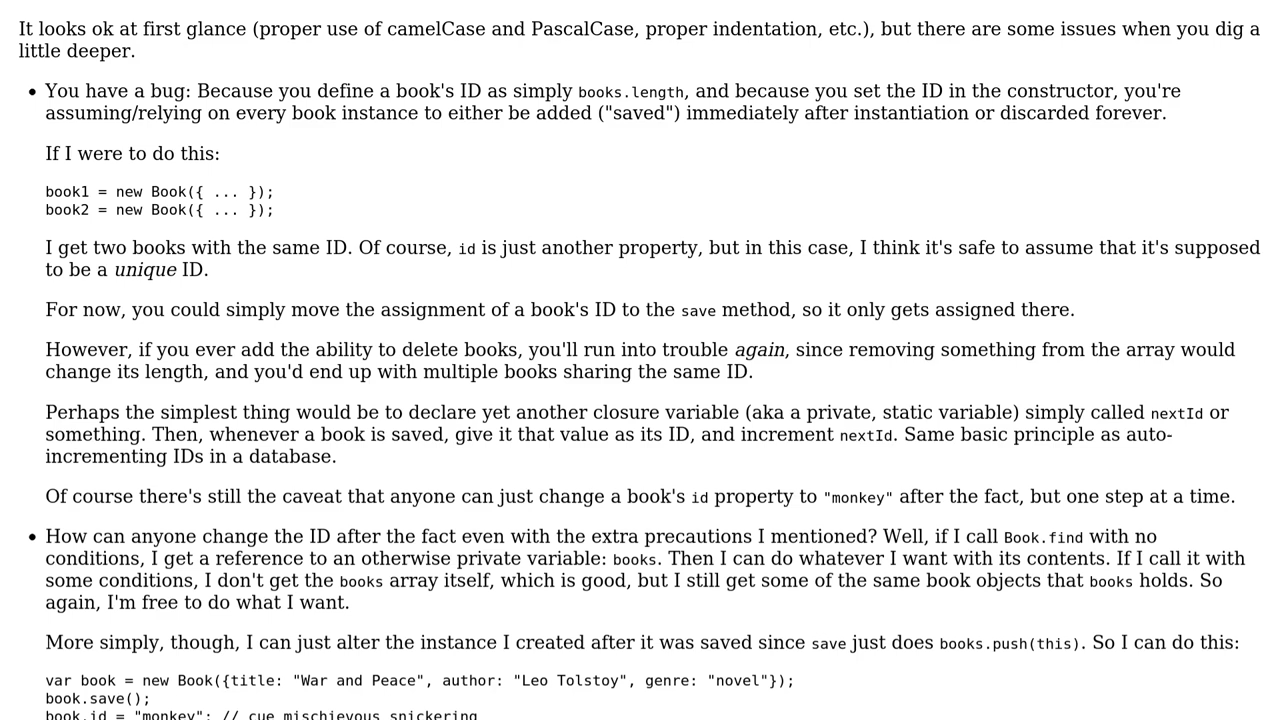 It looks ok at first glance (proper use of camelCase and PascalCase, proper indentation, etc.), but there are some issues when you dig a
little deeper.
• You have a bug: Because you define a book's ID as simply books.length, and because you set the ID in the constructor, you're
assuming/relying on every book instance to either be added ("saved") immediately after instantiation or discarded forever.
If I were to do this:
book1 = new Book({ ... });
book2 = new Book({ ... });
I get two books with the same ID. Of course, id is just another property, but in this case, I think it's safe to assume that it's supposed
to be a unique ID.
For now, you could simply move the assignment of a book's ID to the save method, so it only gets assigned there.
However, if you ever add the ability to delete books, you'll run into trouble again, since removing something from the array would
change its length, and you'd end up with multiple books sharing the same ID.
Perhaps the simplest thing would be to declare yet another closure variable (aka a private, static variable) simply called nextId or
something. Then, whenever a book is saved, give it that value as its ID, and increment nextId. Same basic principle as auto-
incrementing IDs in a database.
Of course there's still the caveat that anyone can just change a book's id property to "monkey" after the fact, but one step at a time.
• How can anyone change the ID after the fact even with the extra precautions I mentioned? Well, if I call Book.find with no
conditions, I get a reference to an otherwise private variable: books. Then I can do whatever I want with its contents. If I call it with
some conditions, I don't get the books array itself, which is good, but I still get some of the same book objects that books holds. So
again, I'm free to do what I want.
More simply, though, I can just alter the instance I created after it was saved since save just does books.push(this). So I can do this:
var book = new Book({title: "War and Peace", author: "Leo Tolstoy", genre: "novel"});
book.save();
book.id = "monkey"; // cue mischievous snickering